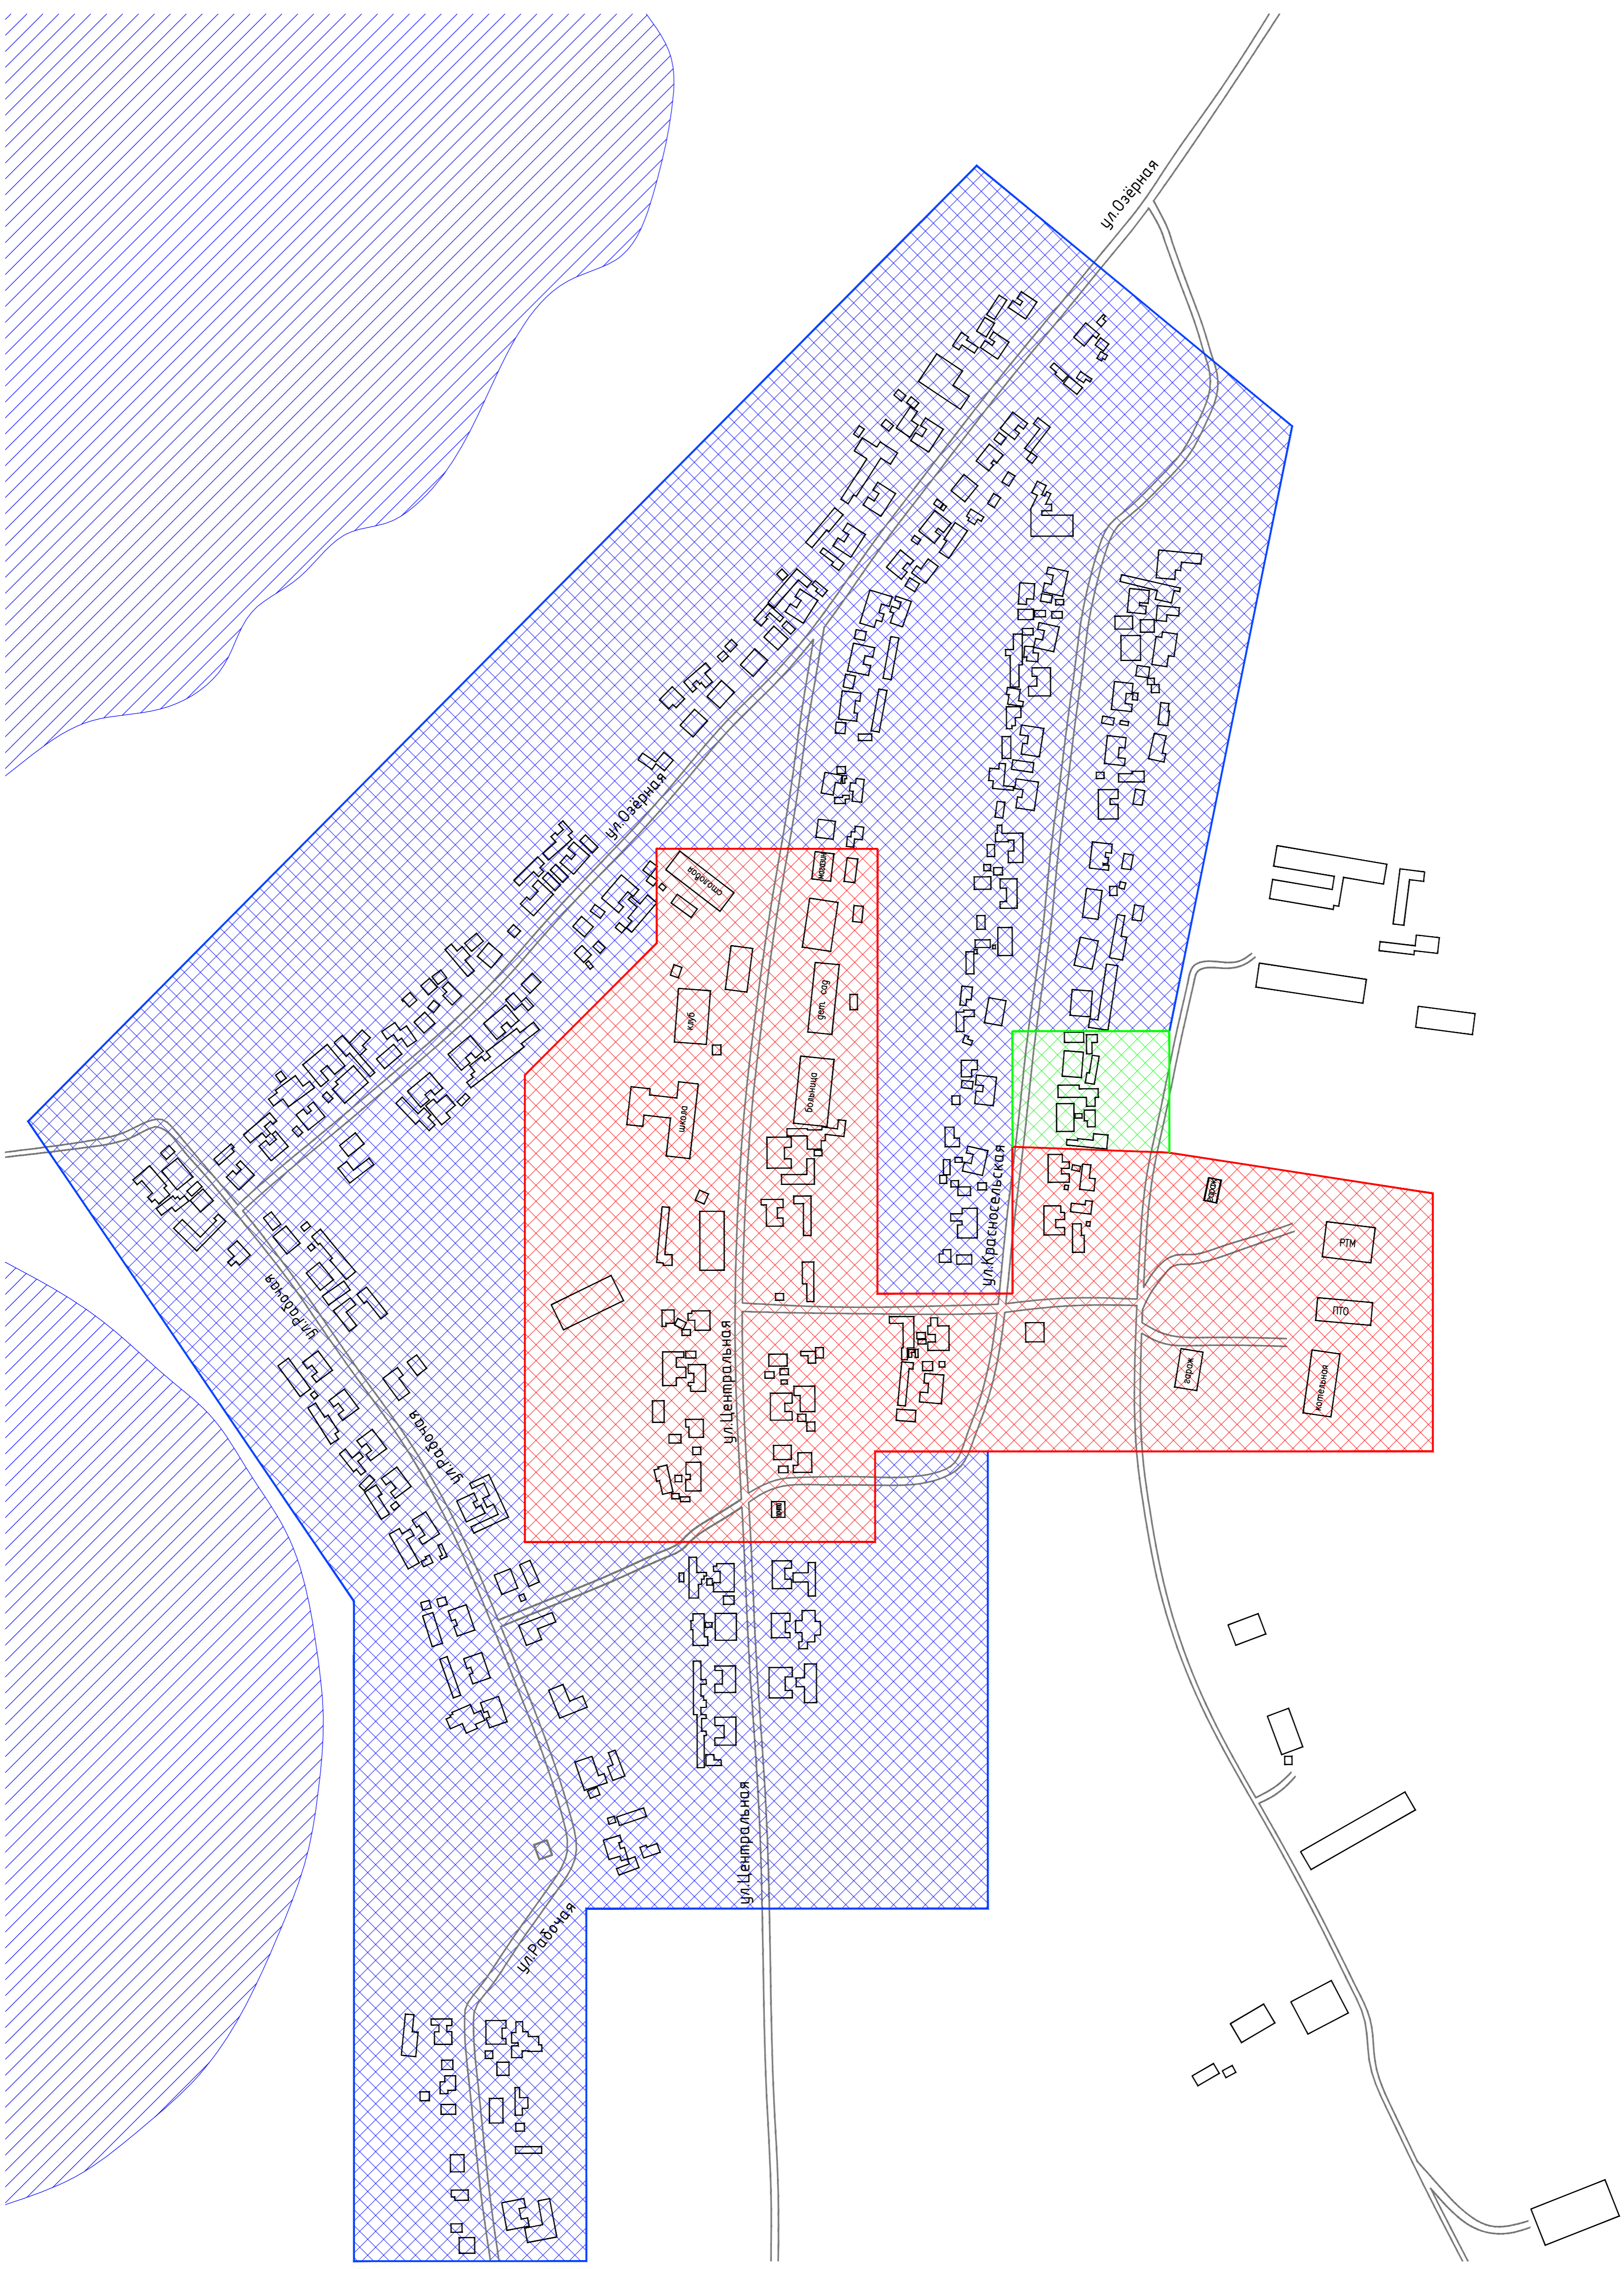 ул.Озёрная
ул.Озёрная
магазин
столовая
дет. сад
клуб
больница
школа
ул.Красносельская
гараж
РТМ
ул.Рабочая
ПТО
ул.Центральная
гараж
котельная
ул.Рабочая
ул.Центральная
ул.Рабочая